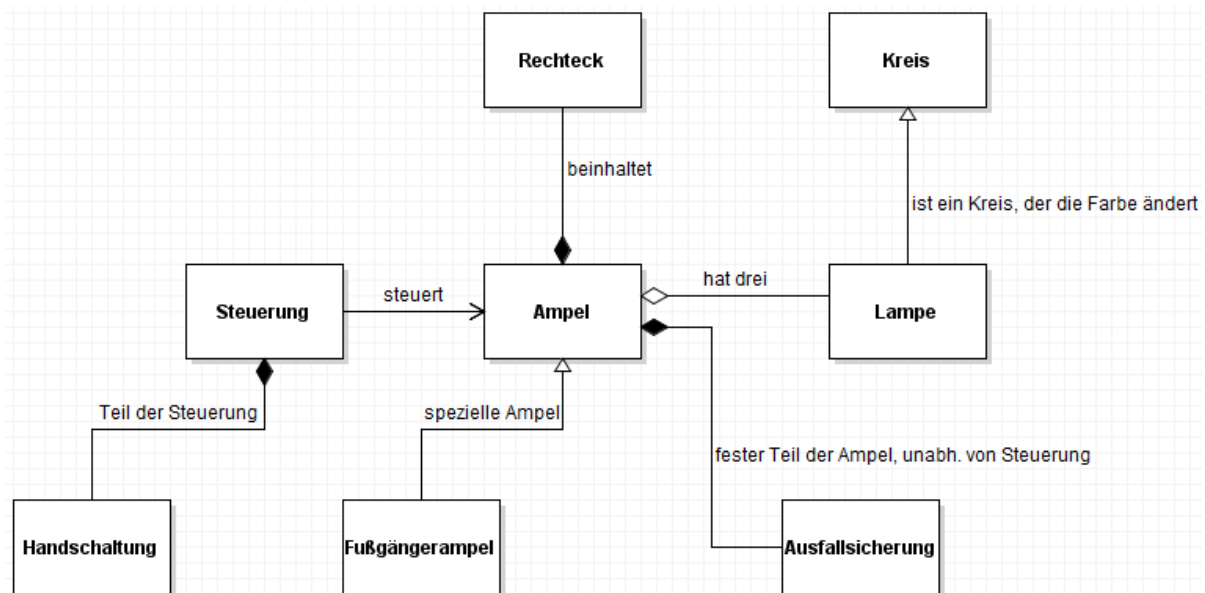 Rechteck
Kreis
beinhaltet
ist ein Kreis, der die Farbe ändert
Steuerung
steuert
Ampel
hat drei
Lampe
Teil der Steuerung
spezielle Ampel
fester Teil der Ampel, unabh. von Steuerung
Handschaltung
Fußgängerampel
Ausfallsicherung